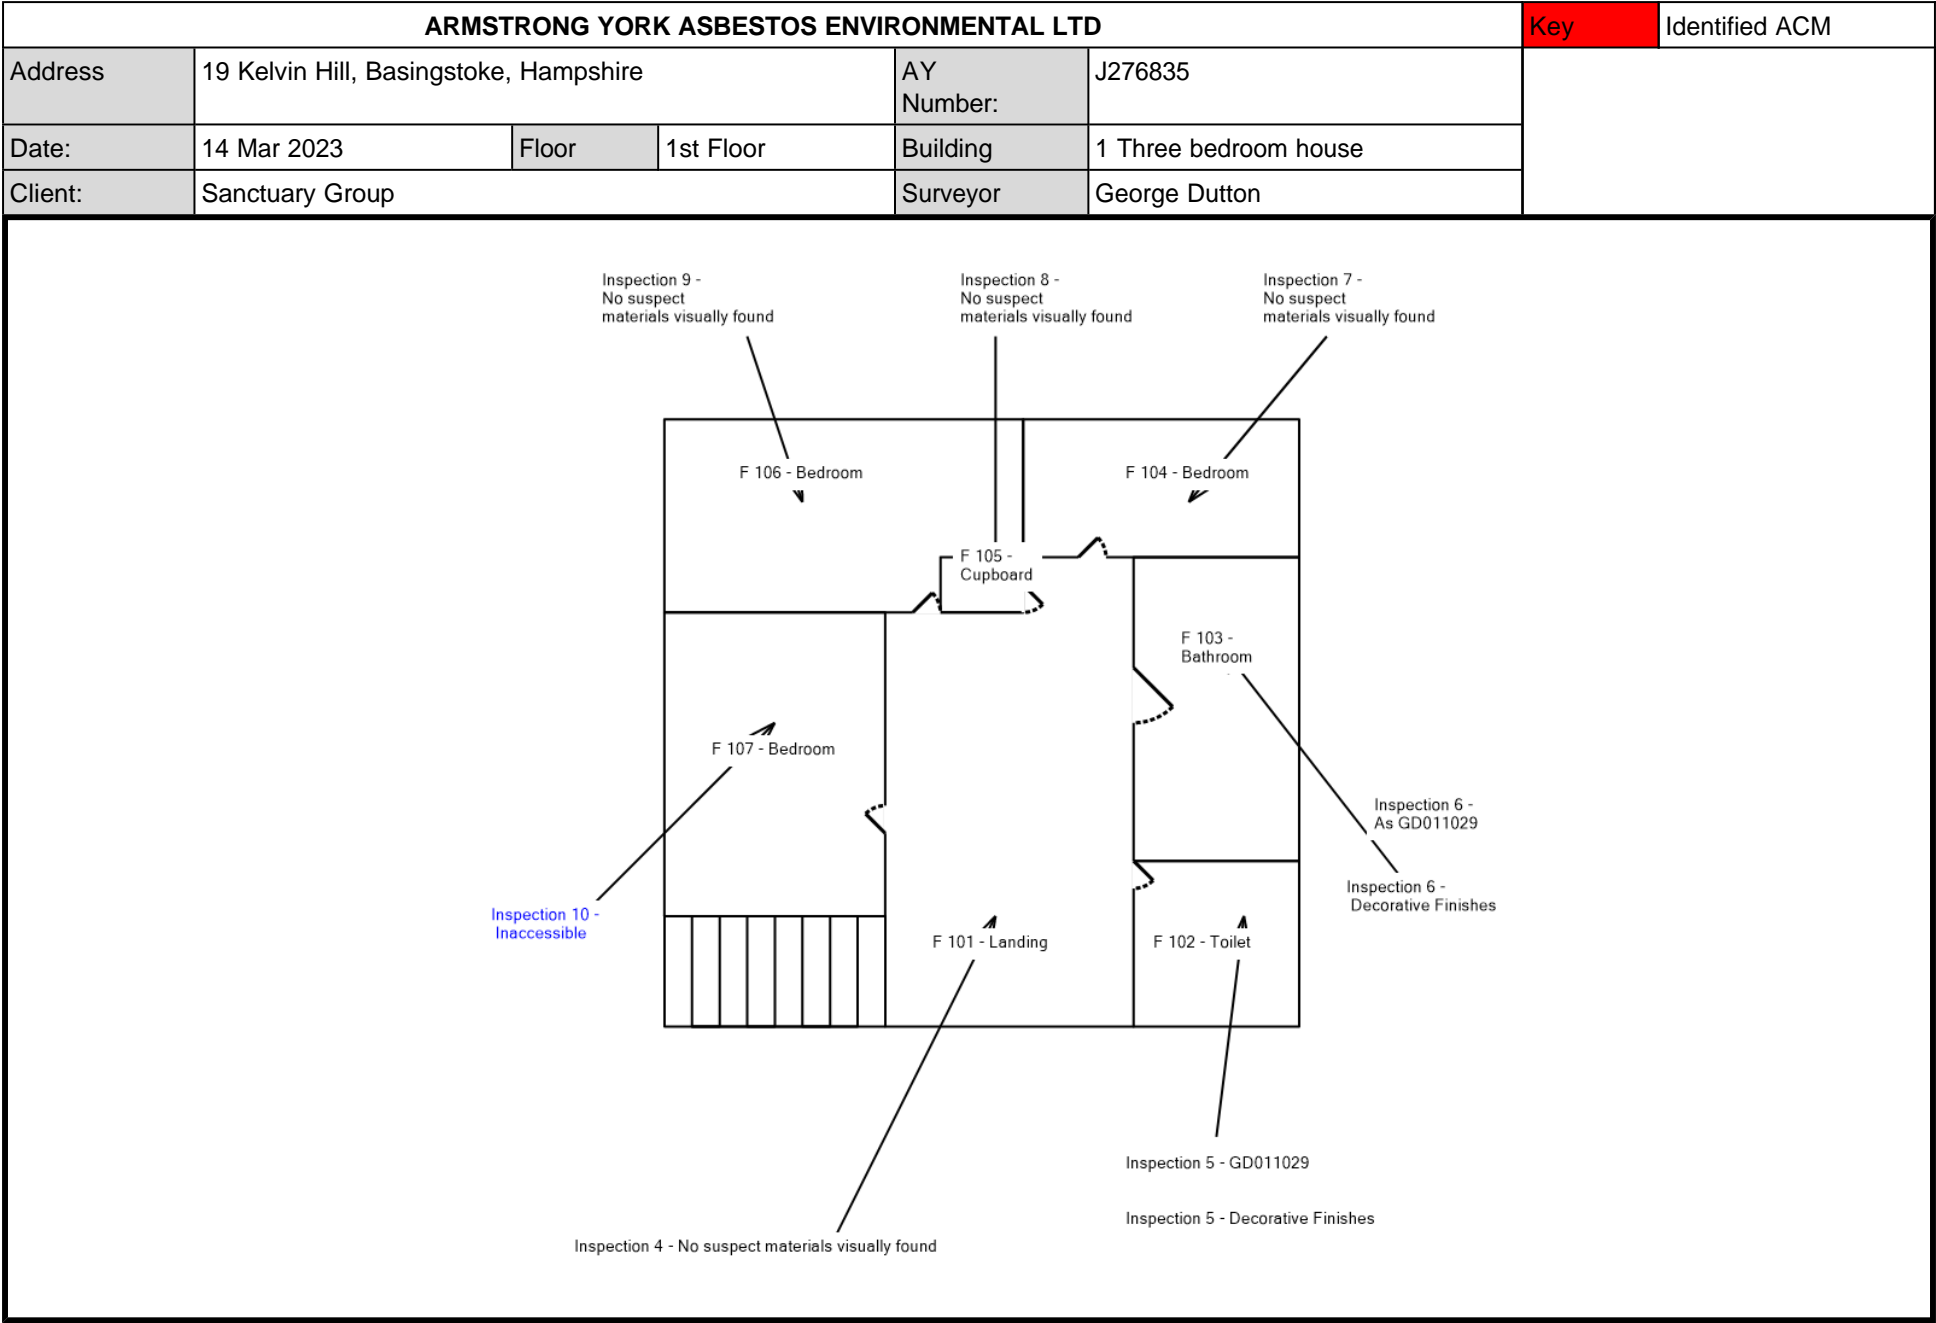 ARMSTRONG YORK ASBESTOS ENVIRONMENTAL LTD
Key
Identified ACM
Address
19 Kelvin Hill, Basingstoke, Hampshire
AY
Number:
J276835
Date:
14 Mar 2023
Floor
1st Floor
Building
1 Three bedroom house
Client:
Sanctuary Group
Surveyor
George Dutton
Inspection 9 -
No suspect
materials visually found
Inspection 8 -
No suspect
materials visually found
Inspection 7 -
No suspect
materials visually found
F 106 - Bedroom
F 104 - Bedroom
F 105 -
Cupboard
F 103 -
Bathroom
F 107 - Bedroom
Inspection 6 -
As GD011029
Inspection 6 -
Decorative Finishes
Inspection 10 -
Inaccessible
F 101 - Landing
F 102 - Toilet
Inspection 5 - GD011029
Inspection 5 - Decorative Finishes
Inspection 4 - No suspect materials visually found